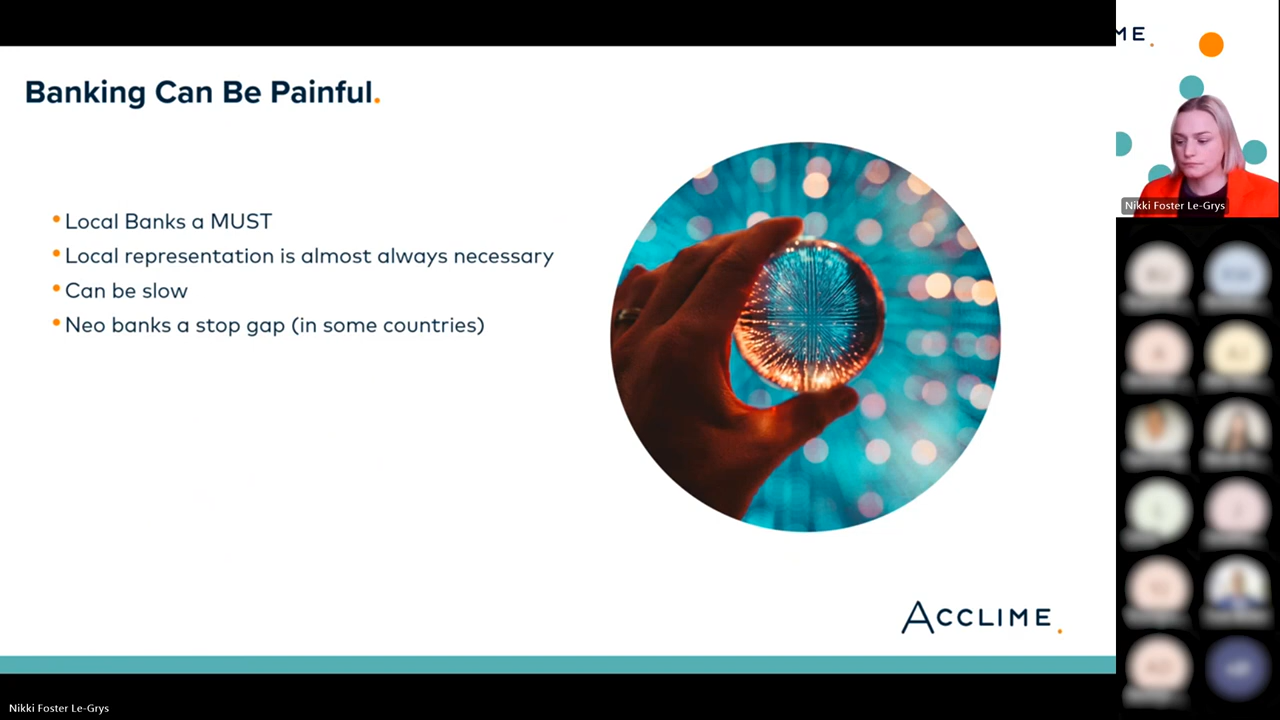 Banking Can Be Painful.
• Local Banks a MUST
• Local representation is almost always necessary
• Can be slow
• Neo banks a stop gap (in some countries)
ACCLIME.
ME.
Nikki Foster Le-Grys
Nikki Foster Le-Grys